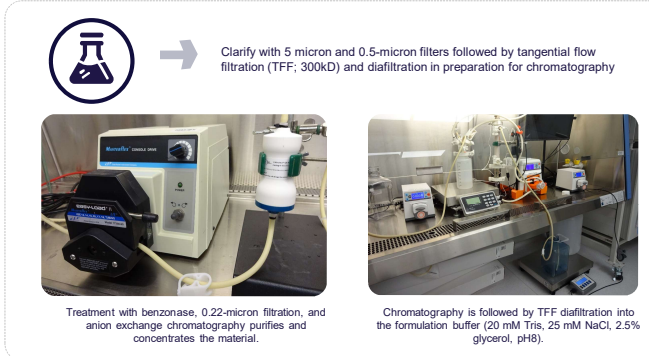 Clarify with 5 micron and 0.5-micron filters followed by tangential flow
filtration (TFF; 300kD) and diafiltration in preparation for chromatography
Masterflex CONSOLE DRIVE
EASY-LOAD II
Treatment with benzonase, 0.22-micron filtration, and
anion exchange chromatography purifies and
concentrates the material.
Chromatography is followed by TFF diafiltration into
the formulation buffer (20 mM Tris, 25 mM NaCl, 2.5%
glycerol, pH8).